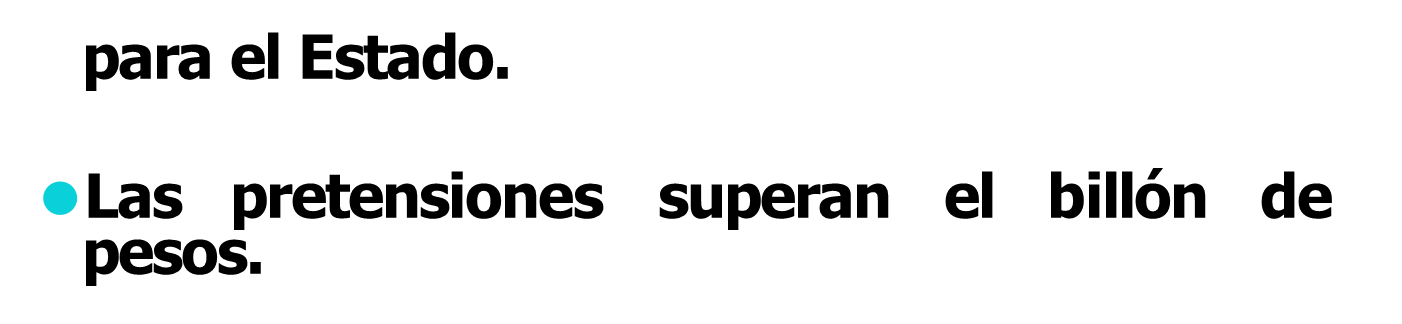 para el Estado.
Las pretensiones superan el billón de
pesos.